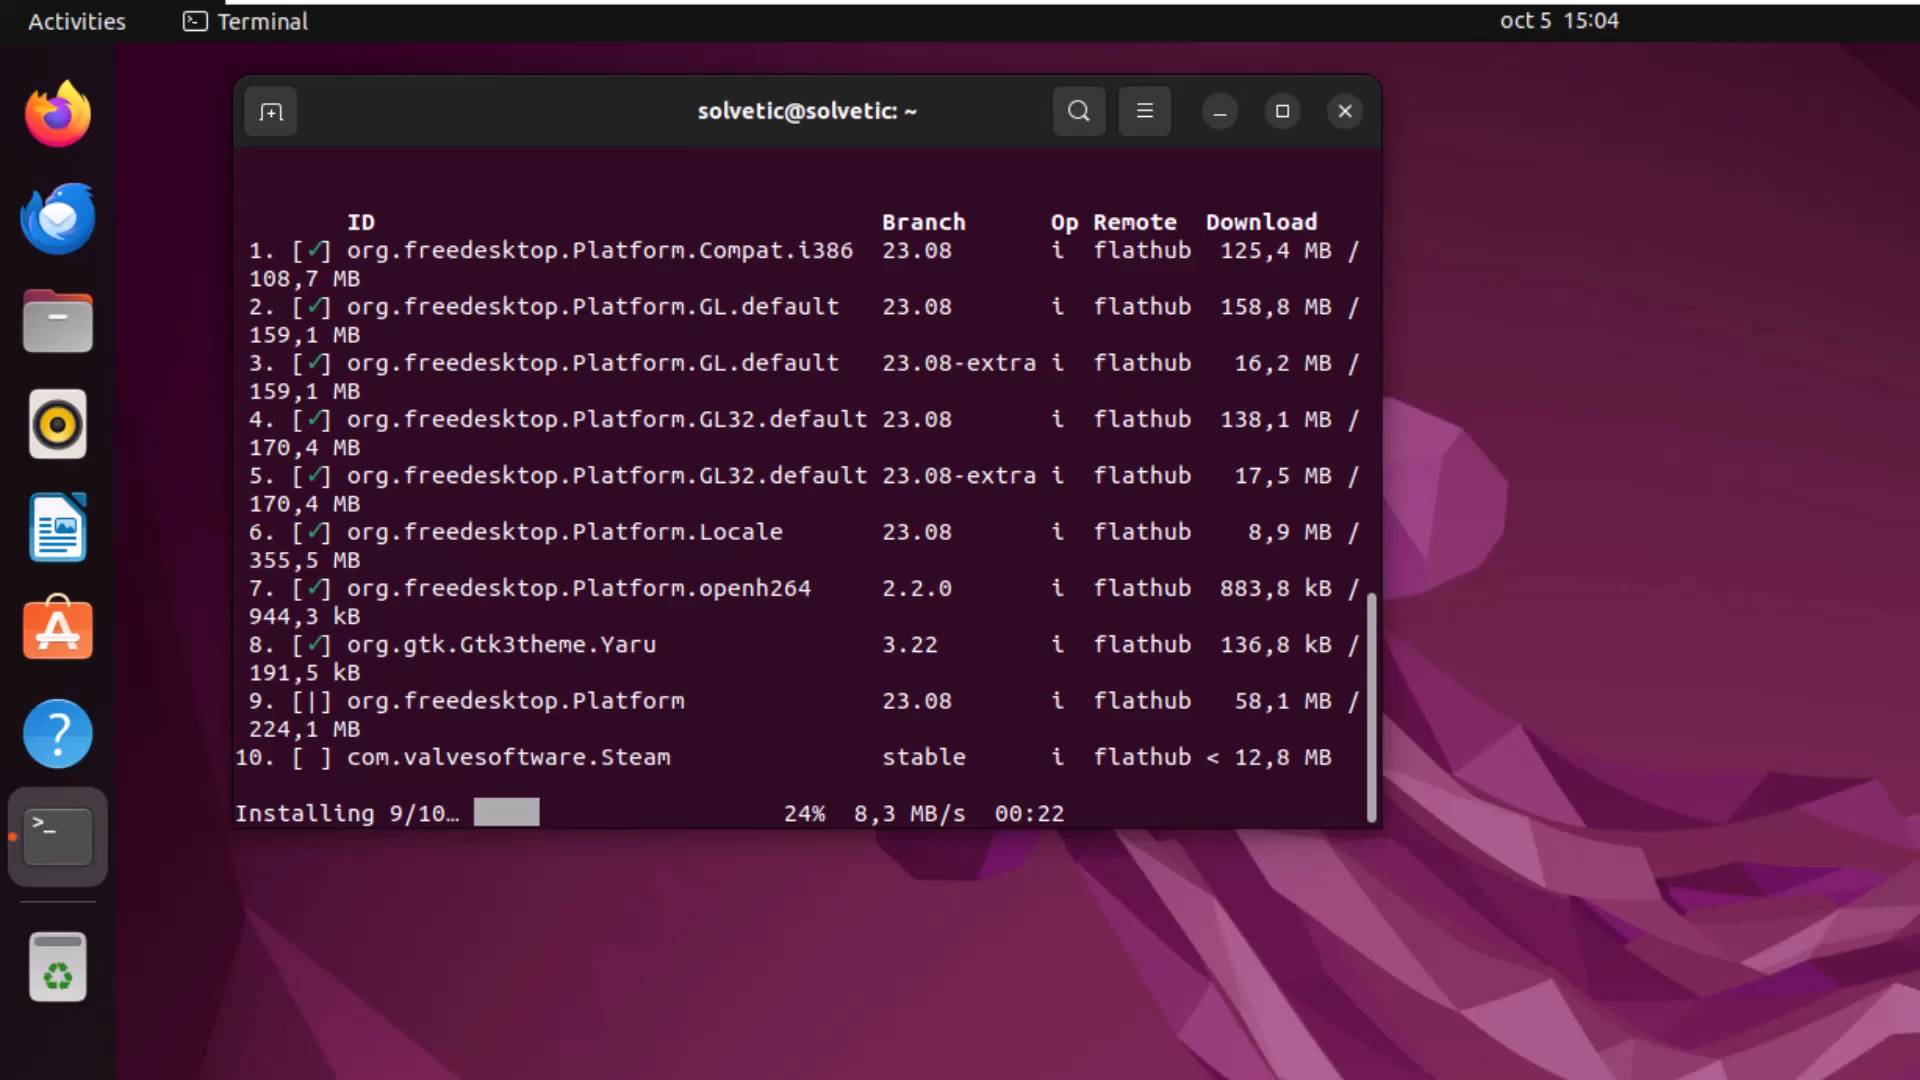 Activities Terminal oct 5 15:04
solvetic@solvetic: ~
ID Branch Op Remote Download
1. [✓] org.freedesktop.Platform.Compat.i386 23.08 i flathub 125,4 MB /
108,7 MB
2. [✓] org.freedesktop.Platform.GL.default 23.08 i flathub 158,8 MB /
159,1 MB
3. [✓] org.freedesktop.Platform.GL.default 23.08-extra i flathub 16,2 MB /
159,1 MB
4. [✓] org.freedesktop.Platform.GL32.default 23.08 i flathub 138,1 MB /
170,4 MB
5. [✓] org.freedesktop.Platform.GL32.default 23.08-extra i flathub 17,5 MB /
170,4 MB
6. [✓] org.freedesktop.Platform.Locale 23.08 i flathub 8,9 MB /
355,5 MB
7. [✓] org.freedesktop.Platform.openh264 2.2.0 i flathub 883,8 kB /
944,3 kB
8. [✓] org.gtk.Gtk3theme.Yaru 3.22 i flathub 136,8 kB /
191,5 kB
9. [|] org.freedesktop.Platform 23.08 i flathub 58,1 MB /
224,1 MB
10. [ ] com.valvesoftware.Steam stable i flathub < 12,8 MB
Installing 9/10… 24% 8,3 MB/s 00:22